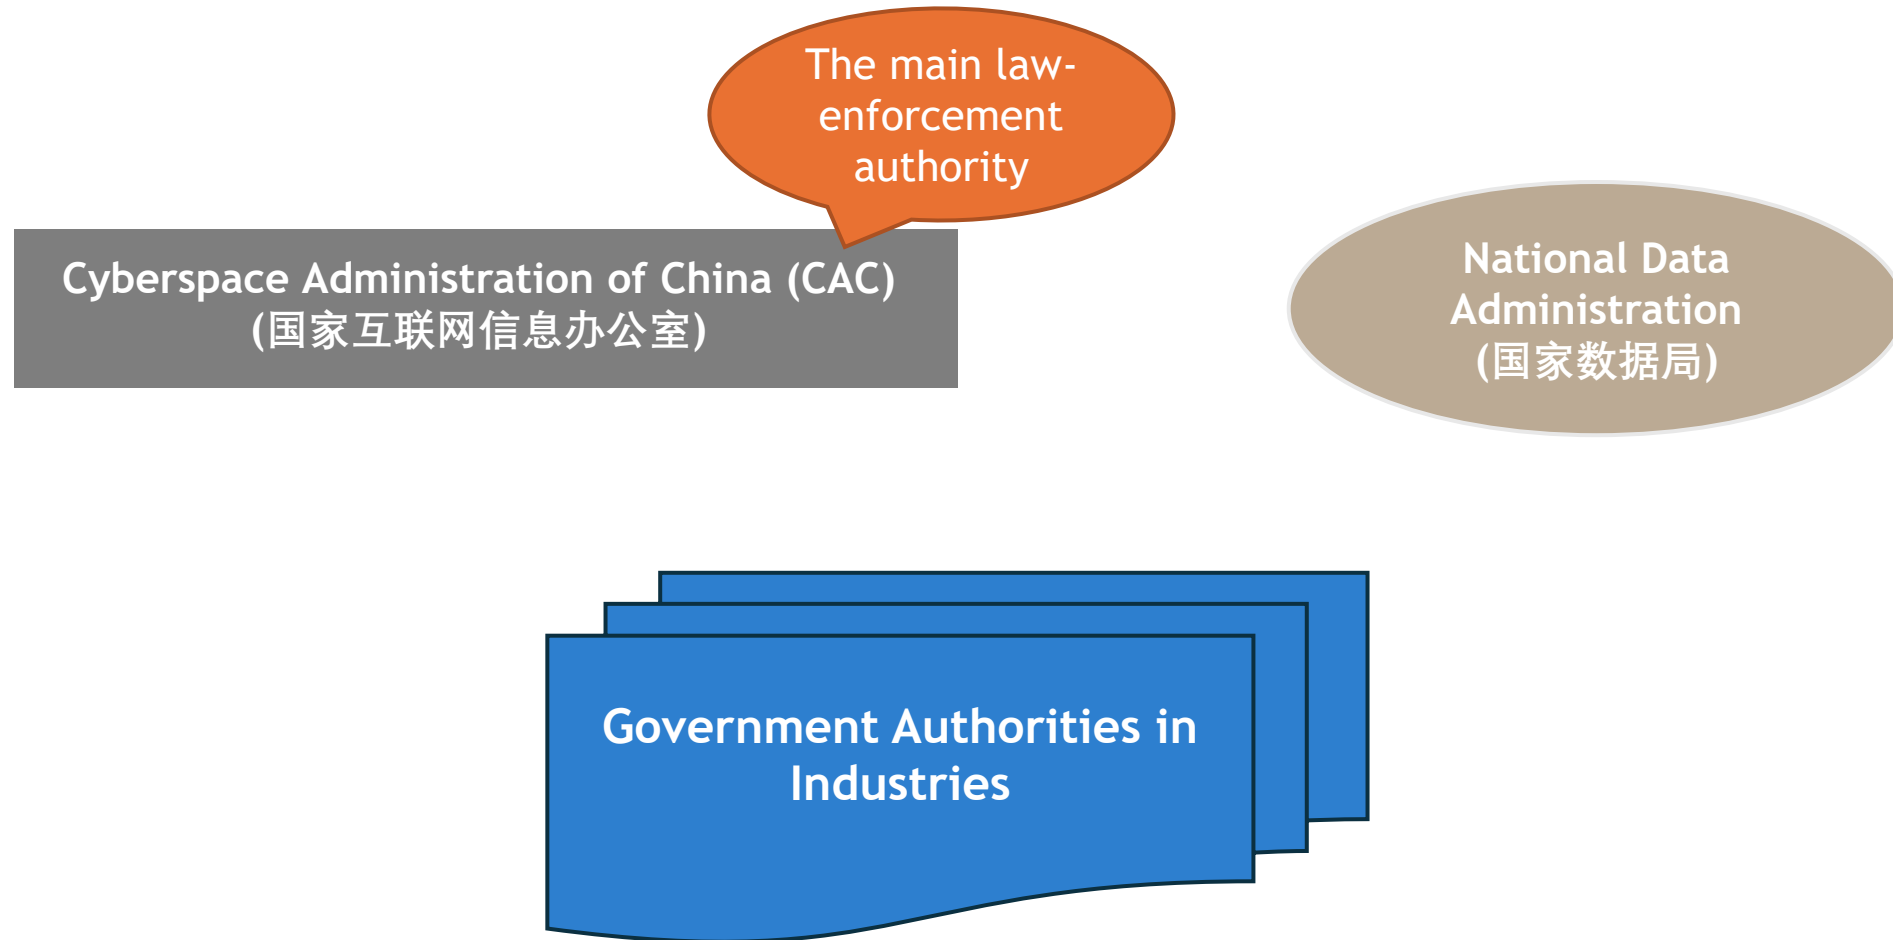 The main law-
enforcement
authority
Cyberspace Administration of China (CAC)
(国家互联网信息办公室)
National Data
Administration
(国家数据局)
Government Authorities in
Industries